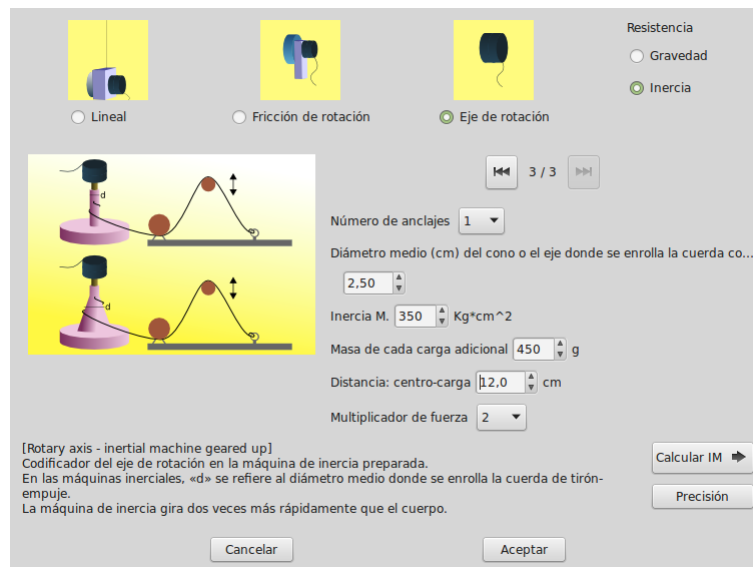 Resistencia
Gravedad
Inercia
Lineal
Fricción de rotación
Eje de rotación
d
d
3 / 3
Número de anclajes 1
Diámetro medio (cm) del cono o el eje donde se enrolla la cuerda co...
2,50
Inercia M. 350 Kg*cm^2
Masa de cada carga adicional 450 g
Distancia: centro-carga 12,0 cm
Multiplicador de fuerza 2
[Rotary axis - inertial machine geared up]
Codificador del eje de rotación en la máquina de inercia preparada.
En las máquinas inerciales, «d» se refiere al diámetro medio donde se enrolla la cuerda de tirón-
empuje.
La máquina de inercia gira dos veces más rápidamente que el cuerpo.
Calcular IM
Precisión
Cancelar
Aceptar